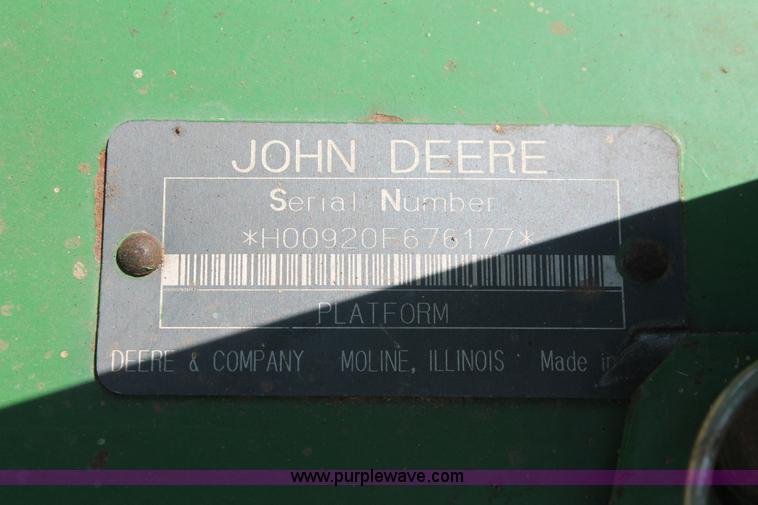 JOHN DEERE
Serial Number
*H00920F676177*
PLATFORM
DEERE & COMPANY MOLINE, ILLINOIS Made in
www.purplewave.com